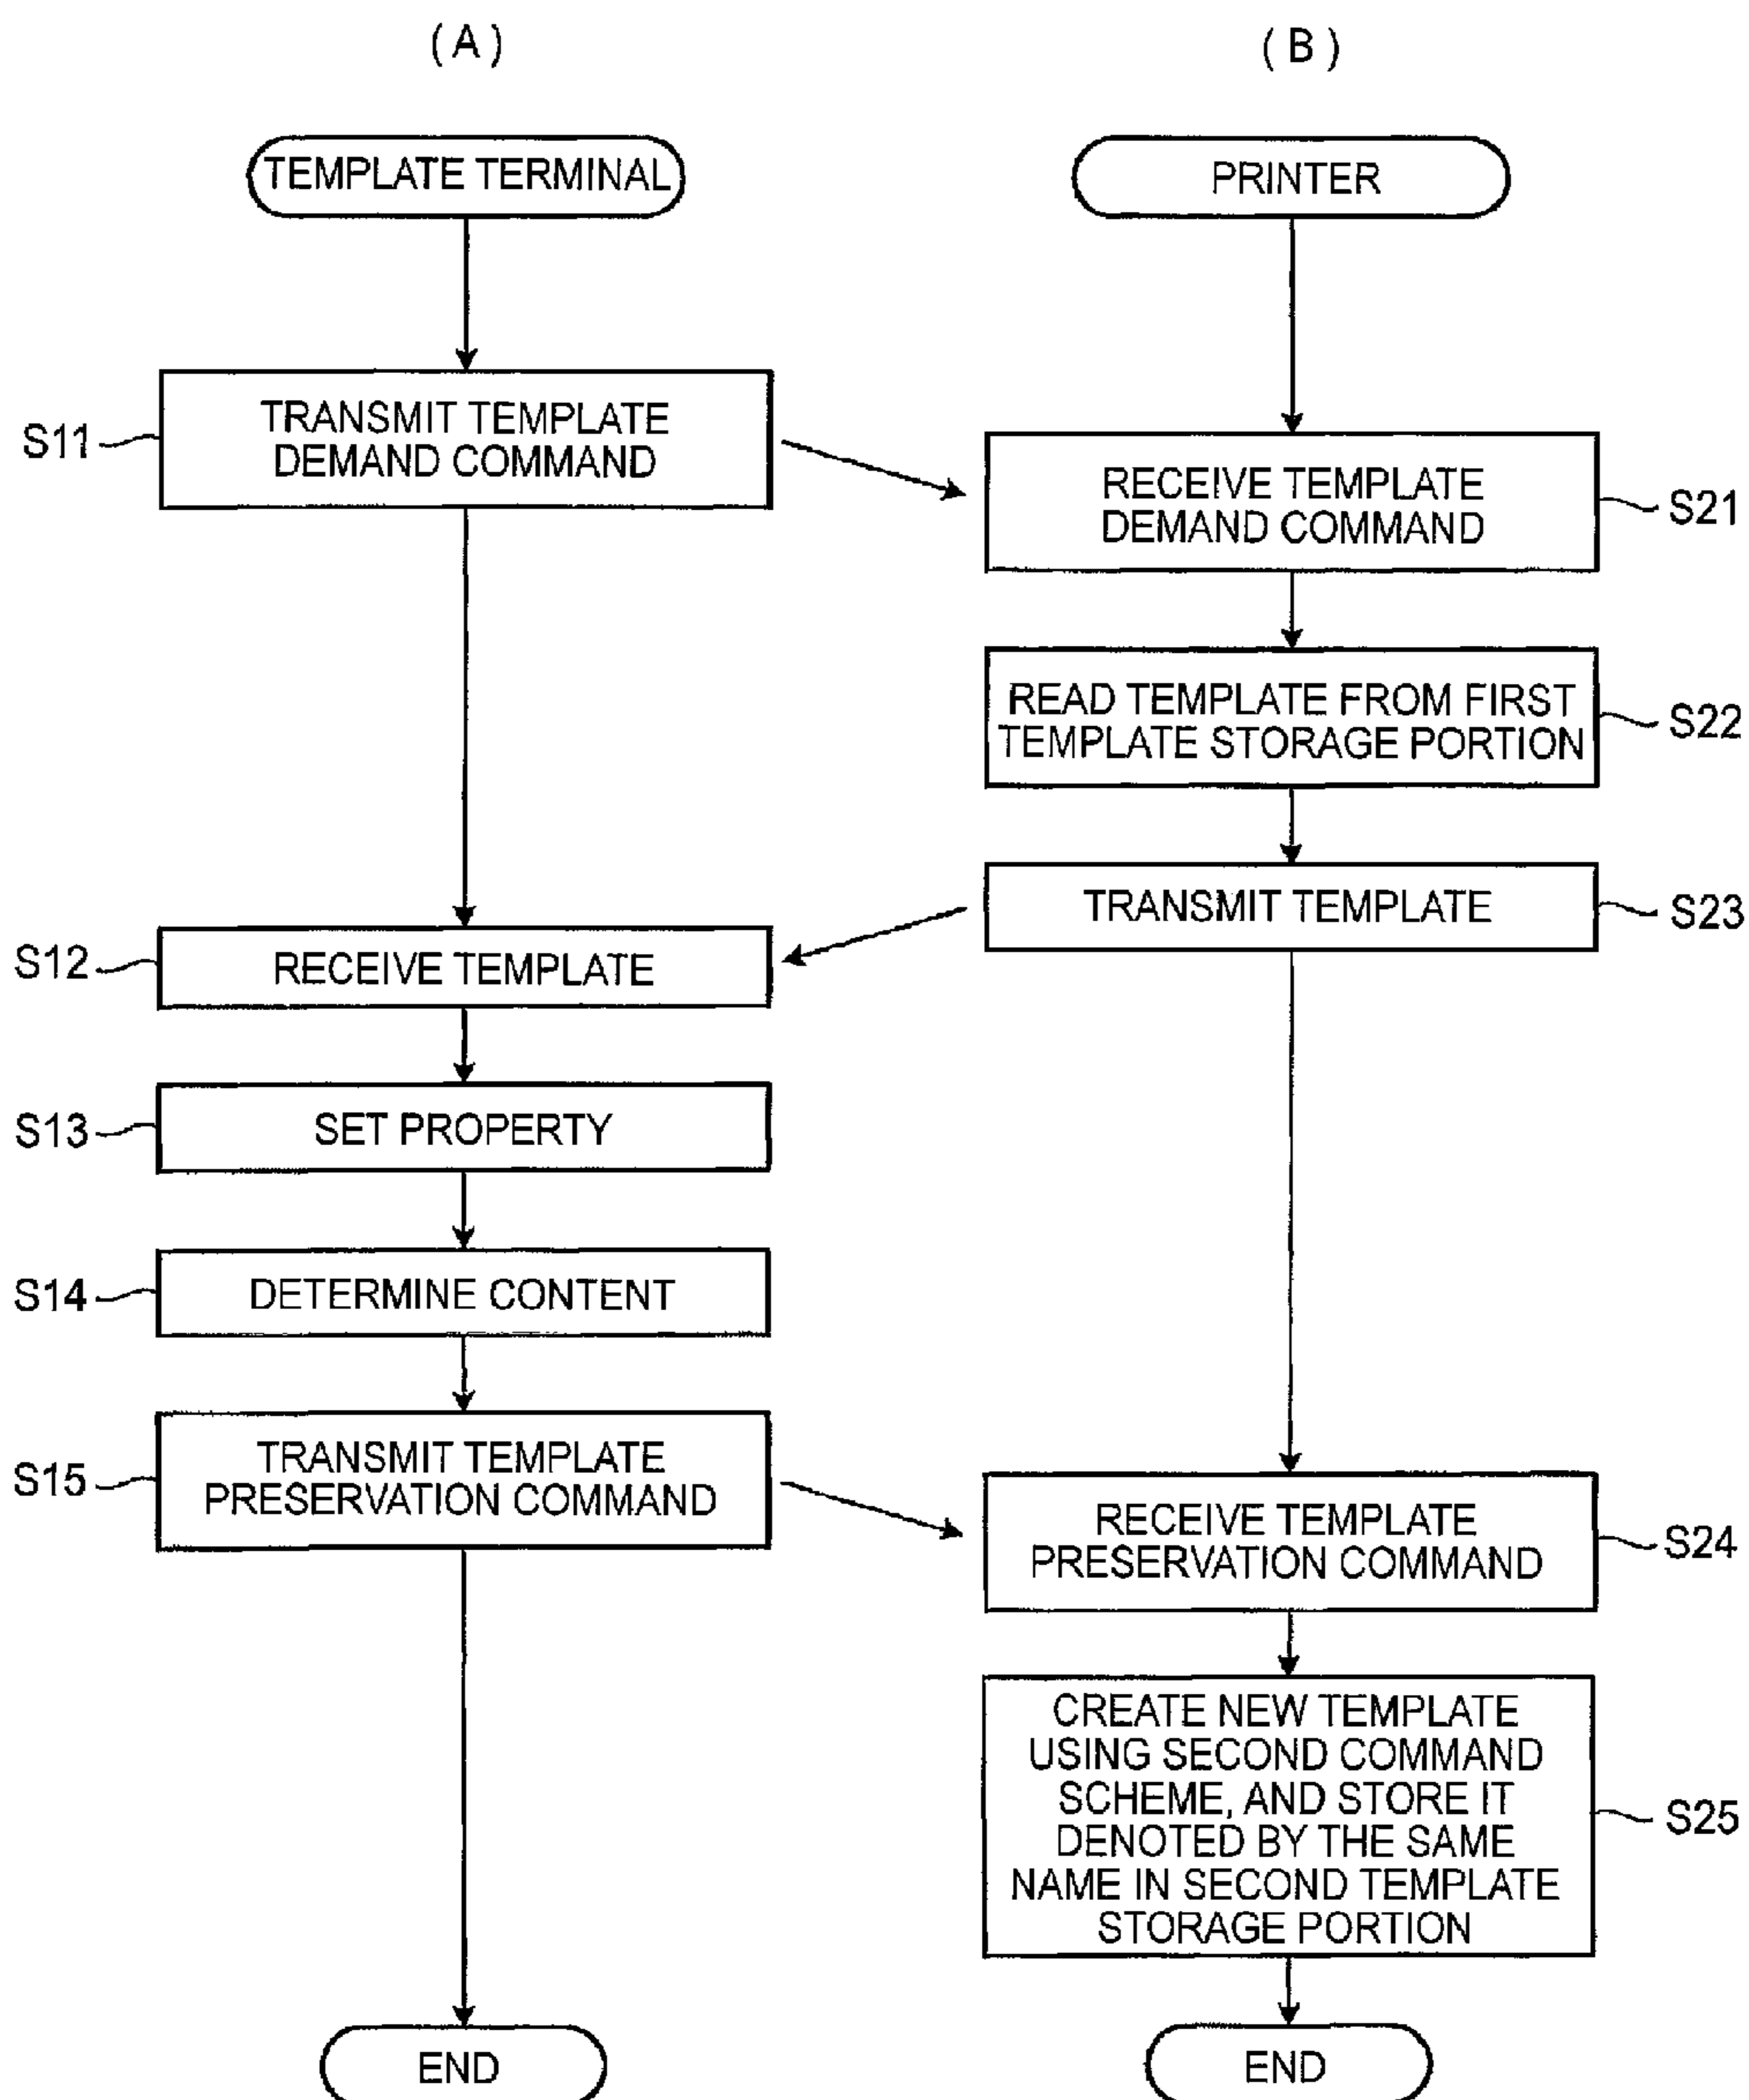 (A)
(B)
TEMPLATE TERMINAL
PRINTER
S11
TRANSMIT TEMPLATE
DEMAND COMMAND
RECEIVE TEMPLATE
DEMAND COMMAND
S21
READ TEMPLATE FROM FIRST
TEMPLATE STORAGE PORTION
S22
TRANSMIT TEMPLATE
S23
S12
RECEIVE TEMPLATE
S13
SET PROPERTY
S14
DETERMINE CONTENT
S15
TRANSMIT TEMPLATE
PRESERVATION COMMAND
RECEIVE TEMPLATE
PRESERVATION COMMAND
S24
CREATE NEW TEMPLATE
USING SECOND COMMAND
SCHEME, AND STORE IT
DENOTED BY THE SAME
NAME IN SECOND TEMPLATE
STORAGE PORTION
S25
END
END